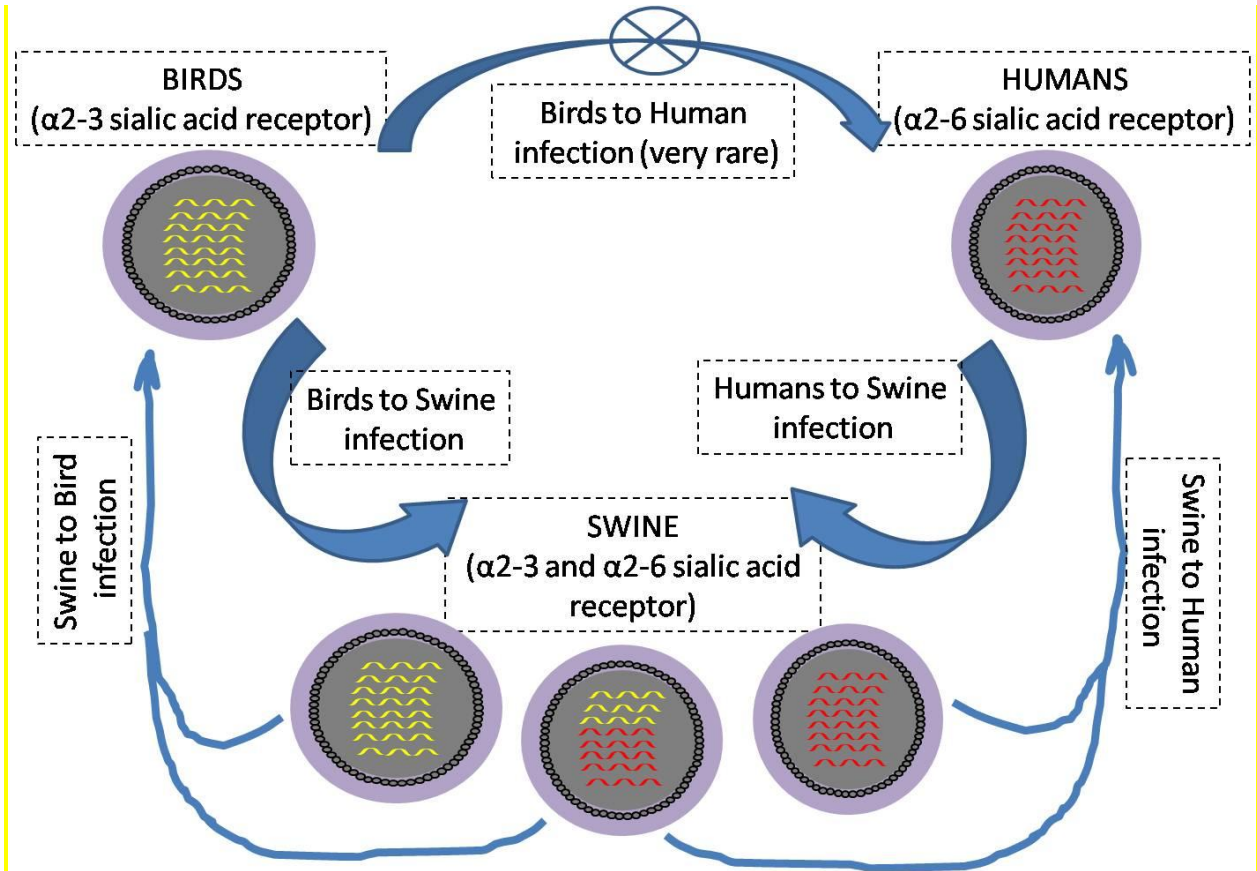 BIRDS
(α2-3 sialic acid receptor)
Birds to Human
infection (very rare)
HUMANS
(α2-6 sialic acid receptor)
Birds to Swine
infection
Humans to Swine
infection
Swine to Bird
infection
SWINE
(α2-3 and α2-6 sialic acid
receptor)
Swine to Human
infection